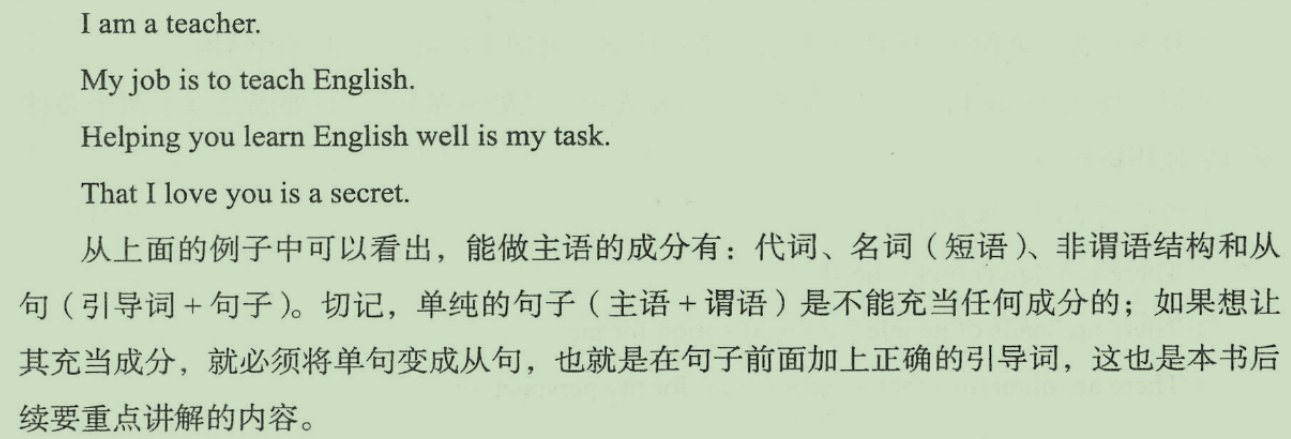 I am a teacher.
My job is to teach English.
Helping you learn English well is my task.
That I love you is a secret.
从上面的例子中可以看出，能做主语的成分有：代词、名词（短语）、非谓语结构和从
句（引导词+句子）。切记，单纯的句子（主语+谓语）是不能充当任何成分的；如果想让
其充当成分，就必须将单句变成从句，也就是在句子前面加上正确的引导词，这也是本书后
续要重点讲解的内容。